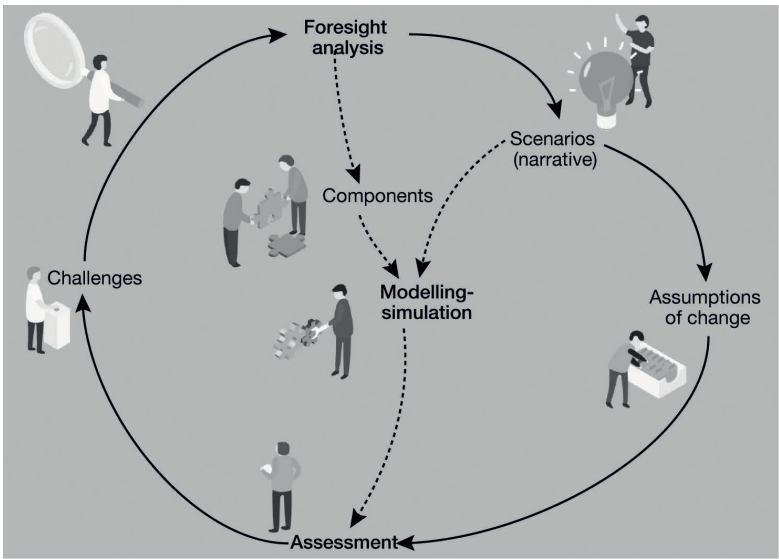 Foresight
analysis
Scenarios
(narrative)
Components
Challenges
Modelling-
simulation
Assumptions
of change
Assessment